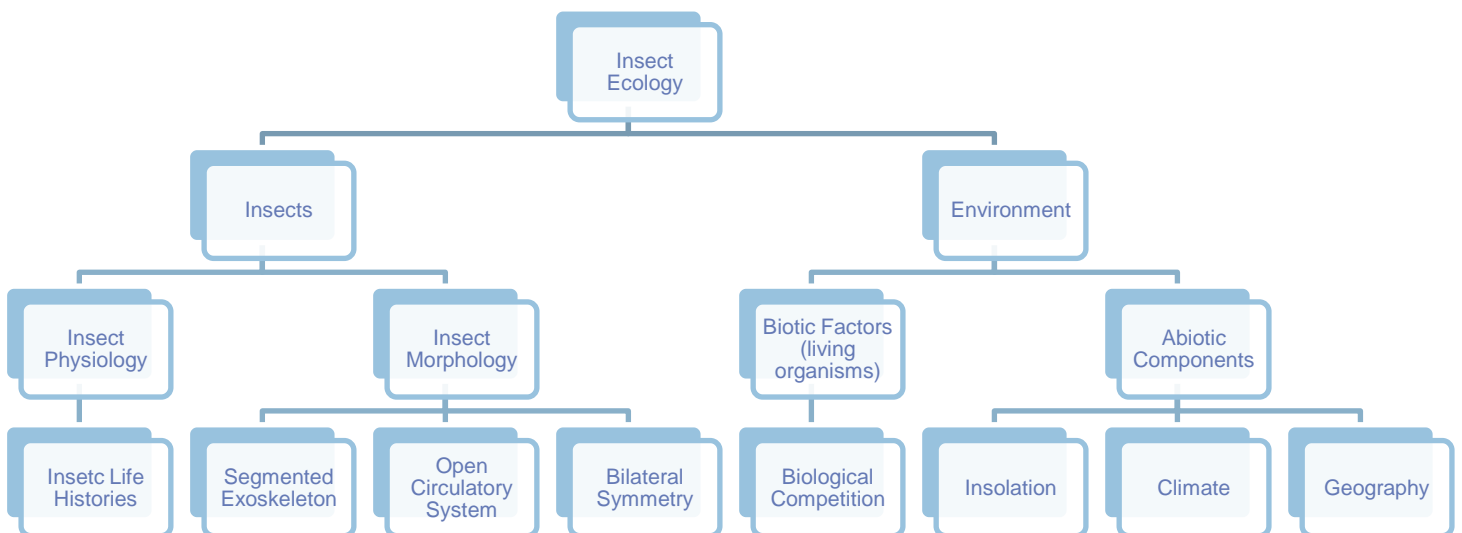 Insect
Ecology
Insects
Environment
Insect
Physiology
Insect
Morphology
Biotic Factors
(living
organisms)
Abiotic
Components
Insetc Life
Histories
Segmented
Exoskeleton
Open
Circulatory
System
Bilateral
Symmetry
Biological
Competition
Insolation
Climate
Geography